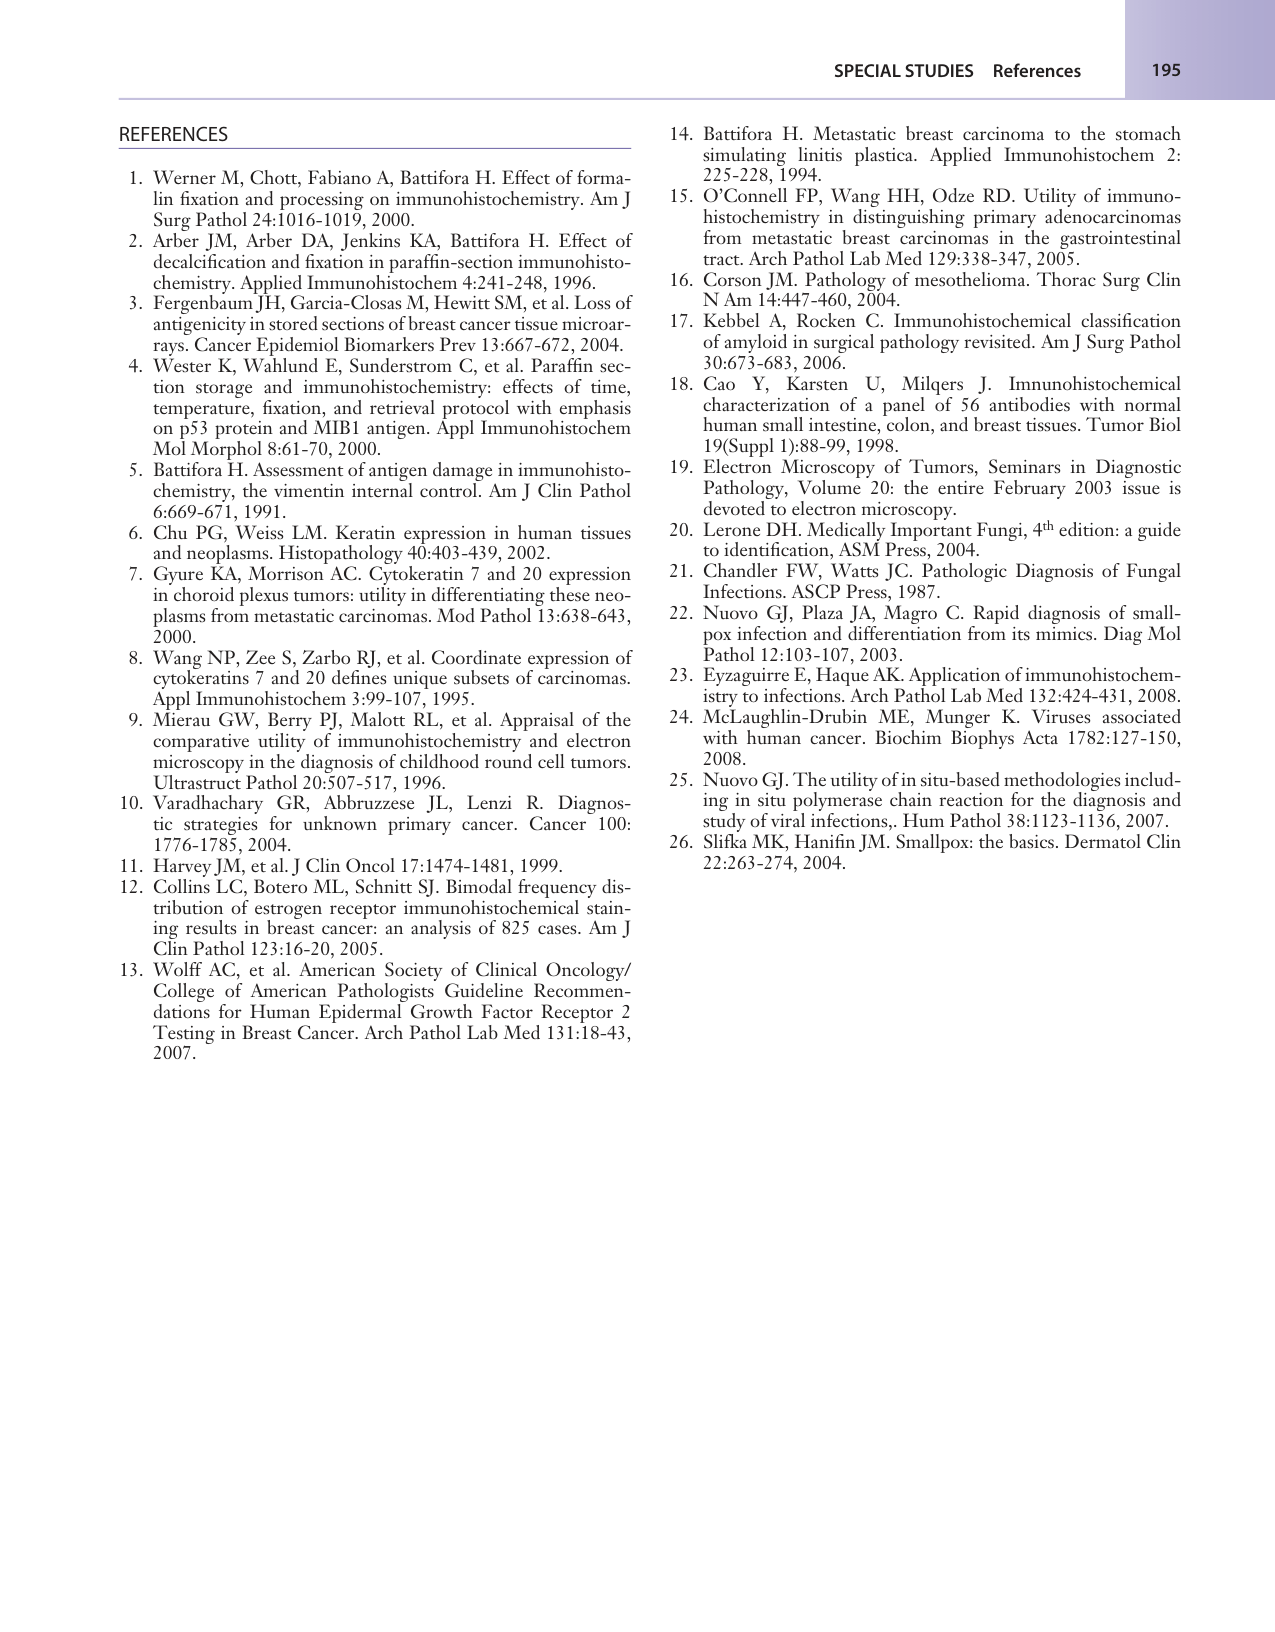 SPECIAL STUDIES References 195
REFERENCES
1. Werner M, Chott, Fabiano A, Battifora H. Effect of forma-
lin fixation and processing on immunohistochemistry. Am J
Surg Pathol 24:1016-1019, 2000.
2. Arber JM, Arber DA, Jenkins KA, Battifora H. Effect of
decalcification and fixation in paraffin-section immunohisto-
chemistry. Applied Immunohistochem 4:241-248, 1996.
3. Fergenbaum JH, Garcia-Closas M, Hewitt SM, et al. Loss of
antigenicity in stored sections of breast cancer tissue microar-
rays. Cancer Epidemiol Biomarkers Prev 13:667-672, 2004.
4. Wester K, Wahlund E, Sunderstrom C, et al. Paraffin sec-
tion storage and immunohistochemistry: effects of time,
temperature, fixation, and retrieval protocol with emphasis
on p53 protein and MIB1 antigen. Appl Immunohistochem
Mol Morphol 8:61-70, 2000.
5. Battifora H. Assessment of antigen damage in immunohisto-
chemistry, the vimentin internal control. Am J Clin Pathol
6:669-671, 1991.
6. Chu PG, Weiss LM. Keratin expression in human tissues
and neoplasms. Histopathology 40:403-439, 2002.
7. Gyure KA, Morrison AC. Cytokeratin 7 and 20 expression
in choroid plexus tumors: utility in differentiating these neo-
plasms from metastatic carcinomas. Mod Pathol 13:638-643,
2000.
8. Wang NP, Zee S, Zarbo RJ, et al. Coordinate expression of
cytokeratins 7 and 20 defines unique subsets of carcinomas.
Appl Immunohistochem 3:99-107, 1995.
9. Mierau GW, Berry PJ, Malott RL, et al. Appraisal of the
comparative utility of immunohistochemistry and electron
microscopy in the diagnosis of childhood round cell tumors.
Ultrastruct Pathol 20:507-517, 1996.
10. Varadhachary GR, Abbruzzese JL, Lenzi R. Diagnos-
tic strategies for unknown primary cancer. Cancer 100:
1776-1785, 2004.
11. Harvey JM, et al. J Clin Oncol 17:1474-1481, 1999.
12. Collins LC, Botero ML, Schnitt SJ. Bimodal frequency dis-
tribution of estrogen receptor immunohistochemical stain-
ing results in breast cancer: an analysis of 825 cases. Am J
Clin Pathol 123:16-20, 2005.
13. Wolff AC, et al. American Society of Clinical Oncology/
College of American Pathologists Guideline Recommen-
dations for Human Epidermal Growth Factor Receptor 2
Testing in Breast Cancer. Arch Pathol Lab Med 131:18-43,
2007.
14. Battifora H. Metastatic breast carcinoma to the stomach
simulating linitis plastica. Applied Immunohistochem 2:
225-228, 1994.
15. O'Connell FP, Wang HH, Odze RD. Utility of immuno-
histochemistry in distinguishing primary adenocarcinomas
from metastatic breast carcinomas in the gastrointestinal
tract. Arch Pathol Lab Med 129:338-347, 2005.
16. Corson JM. Pathology of mesothelioma. Thorac Surg Clin
N Am 14:447-460, 2004.
17. Kebbel A, Rocken C. Immunohistochemical classification
of amyloid in surgical pathology revisited. Am J Surg Pathol
30:673-683, 2006.
18. Cao Y, Karsten U, Milqers J. Imnunohistochemical
characterization of a panel of 56 antibodies with normal
human small intestine, colon, and breast tissues. Tumor Biol
19(Suppl 1):88-99, 1998.
19. Electron Microscopy of Tumors, Seminars in Diagnostic
Pathology, Volume 20: the entire February 2003 issue is
devoted to electron microscopy.
20. Lerone DH. Medically Important Fungi, 4th edition: a guide
to identification, ASM Press, 2004.
21. Chandler FW, Watts JC. Pathologic Diagnosis of Fungal
Infections. ASCP Press, 1987.
22. Nuovo GJ, Plaza JA, Magro C. Rapid diagnosis of small-
pox infection and differentiation from its mimics. Diag Mol
Pathol 12:103-107, 2003.
23. Eyzaguirre E, Haque AK. Application of immunohistochem-
istry to infections. Arch Pathol Lab Med 132:424-431, 2008.
24. McLaughlin-Drubin ME, Munger K. Viruses associated
with human cancer. Biochim Biophys Acta 1782:127-150,
2008.
25. Nuovo GJ. The utility of in situ-based methodologies includ-
ing in situ polymerase chain reaction for the diagnosis and
study of viral infections,. Hum Pathol 38:1123-1136, 2007.
26. Slifka MK, Hanifin JM. Smallpox: the basics. Dermatol Clin
22:263-274, 2004.